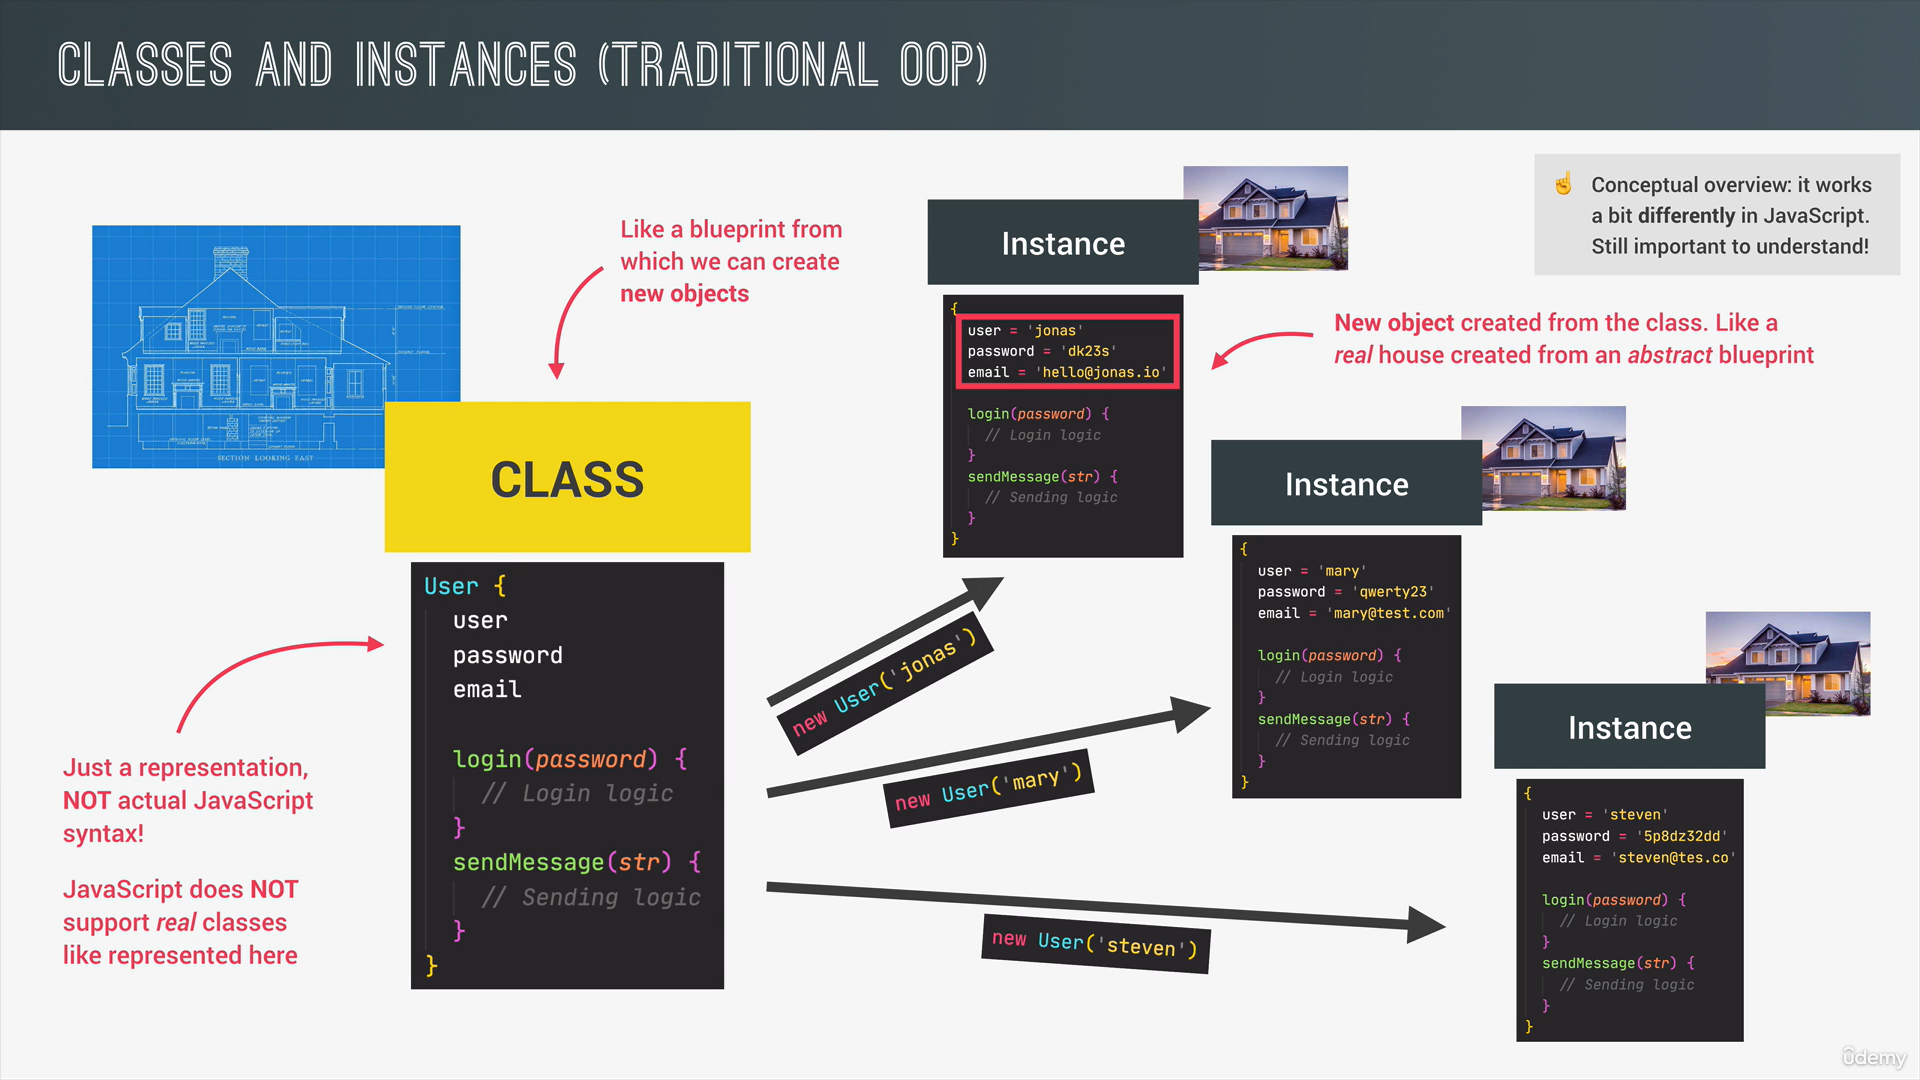 CLASSES AND INSTANCES (TRADITIONAL OOP)
☝️ Conceptual overview: it works
a bit differently in JavaScript.
Still important to understand!
Like a blueprint from
which we can create
new objects
SECTION LOOKING EAST
CLASS
User {
user
password
email
login(password) {
// Login logic
}
sendMessage(str) {
// Sending logic
}
}
Just a representation,
NOT actual JavaScript
syntax!
JavaScript does NOT
support real classes
like represented here
new User('jonas')
new User('mary')
new User('steven')
Instance
{
user = 'jonas'
password = 'dk23s'
email = 'hello@jonas.io'
login(password) {
// Login logic
}
sendMessage(str) {
// Sending logic
}
}
New object created from the class. Like a
real house created from an abstract blueprint
Instance
{
user = 'mary'
password = 'qwerty23'
email = 'mary@test.com'
login(password) {
// Login logic
}
sendMessage(str) {
// Sending logic
}
}
Instance
{
user = 'steven'
password = '5p8dz32dd'
email = 'steven@tes.co'
login(password) {
// Login logic
}
sendMessage(str) {
// Sending logic
}
}
udemy